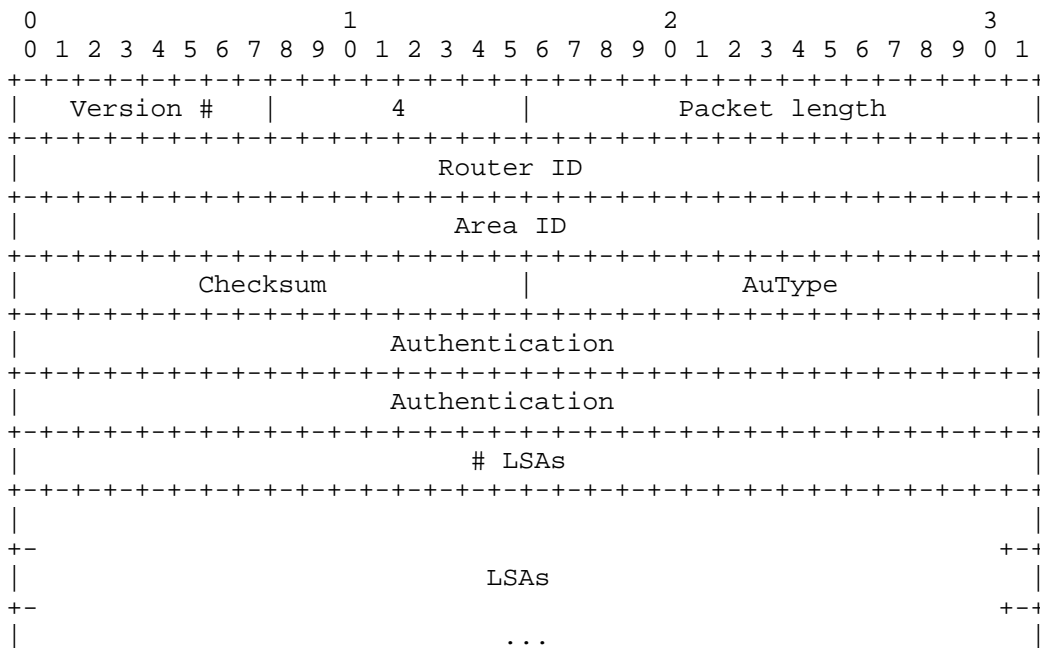 0                   1                   2                   3
 0 1 2 3 4 5 6 7 8 9 0 1 2 3 4 5 6 7 8 9 0 1 2 3 4 5 6 7 8 9 0 1
+-+-+-+-+-+-+-+-+-+-+-+-+-+-+-+-+-+-+-+-+-+-+-+-+-+-+-+-+-+-+-+-+
|   Version #   |       4       |         Packet length         |
+-+-+-+-+-+-+-+-+-+-+-+-+-+-+-+-+-+-+-+-+-+-+-+-+-+-+-+-+-+-+-+-+
|                          Router ID                            |
+-+-+-+-+-+-+-+-+-+-+-+-+-+-+-+-+-+-+-+-+-+-+-+-+-+-+-+-+-+-+-+-+
|                           Area ID                             |
+-+-+-+-+-+-+-+-+-+-+-+-+-+-+-+-+-+-+-+-+-+-+-+-+-+-+-+-+-+-+-+-+
|           Checksum            |             AuType            |
+-+-+-+-+-+-+-+-+-+-+-+-+-+-+-+-+-+-+-+-+-+-+-+-+-+-+-+-+-+-+-+-+
|                       Authentication                          |
+-+-+-+-+-+-+-+-+-+-+-+-+-+-+-+-+-+-+-+-+-+-+-+-+-+-+-+-+-+-+-+-+
|                       Authentication                          |
+-+-+-+-+-+-+-+-+-+-+-+-+-+-+-+-+-+-+-+-+-+-+-+-+-+-+-+-+-+-+-+-+
|                            # LSAs                             |
+-+-+-+-+-+-+-+-+-+-+-+-+-+-+-+-+-+-+-+-+-+-+-+-+-+-+-+-+-+-+-+-+
|                                                               |
+-                                                            +-+
|                             LSAs                              |
+-                                                            +-+
|                              ...                              |